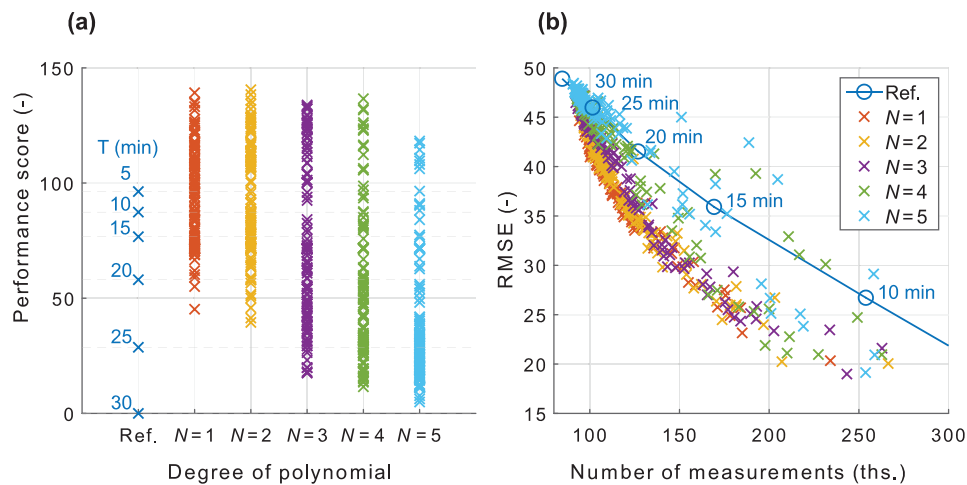 (a)
150
100
50
0
Performance score (-)
T (min)
5
10
15
20
25
30
Ref.
N=1
N=2
N=3
N=4
N=5
Degree of polynomial
(b)
50
45
40
35
30
25
20
15
RMSE (-)
30 min
25 min
20 min
15 min
10 min
Ref.
N=1
N=2
N=3
N=4
N=5
100
150
200
250
300
Number of measurements (ths.)